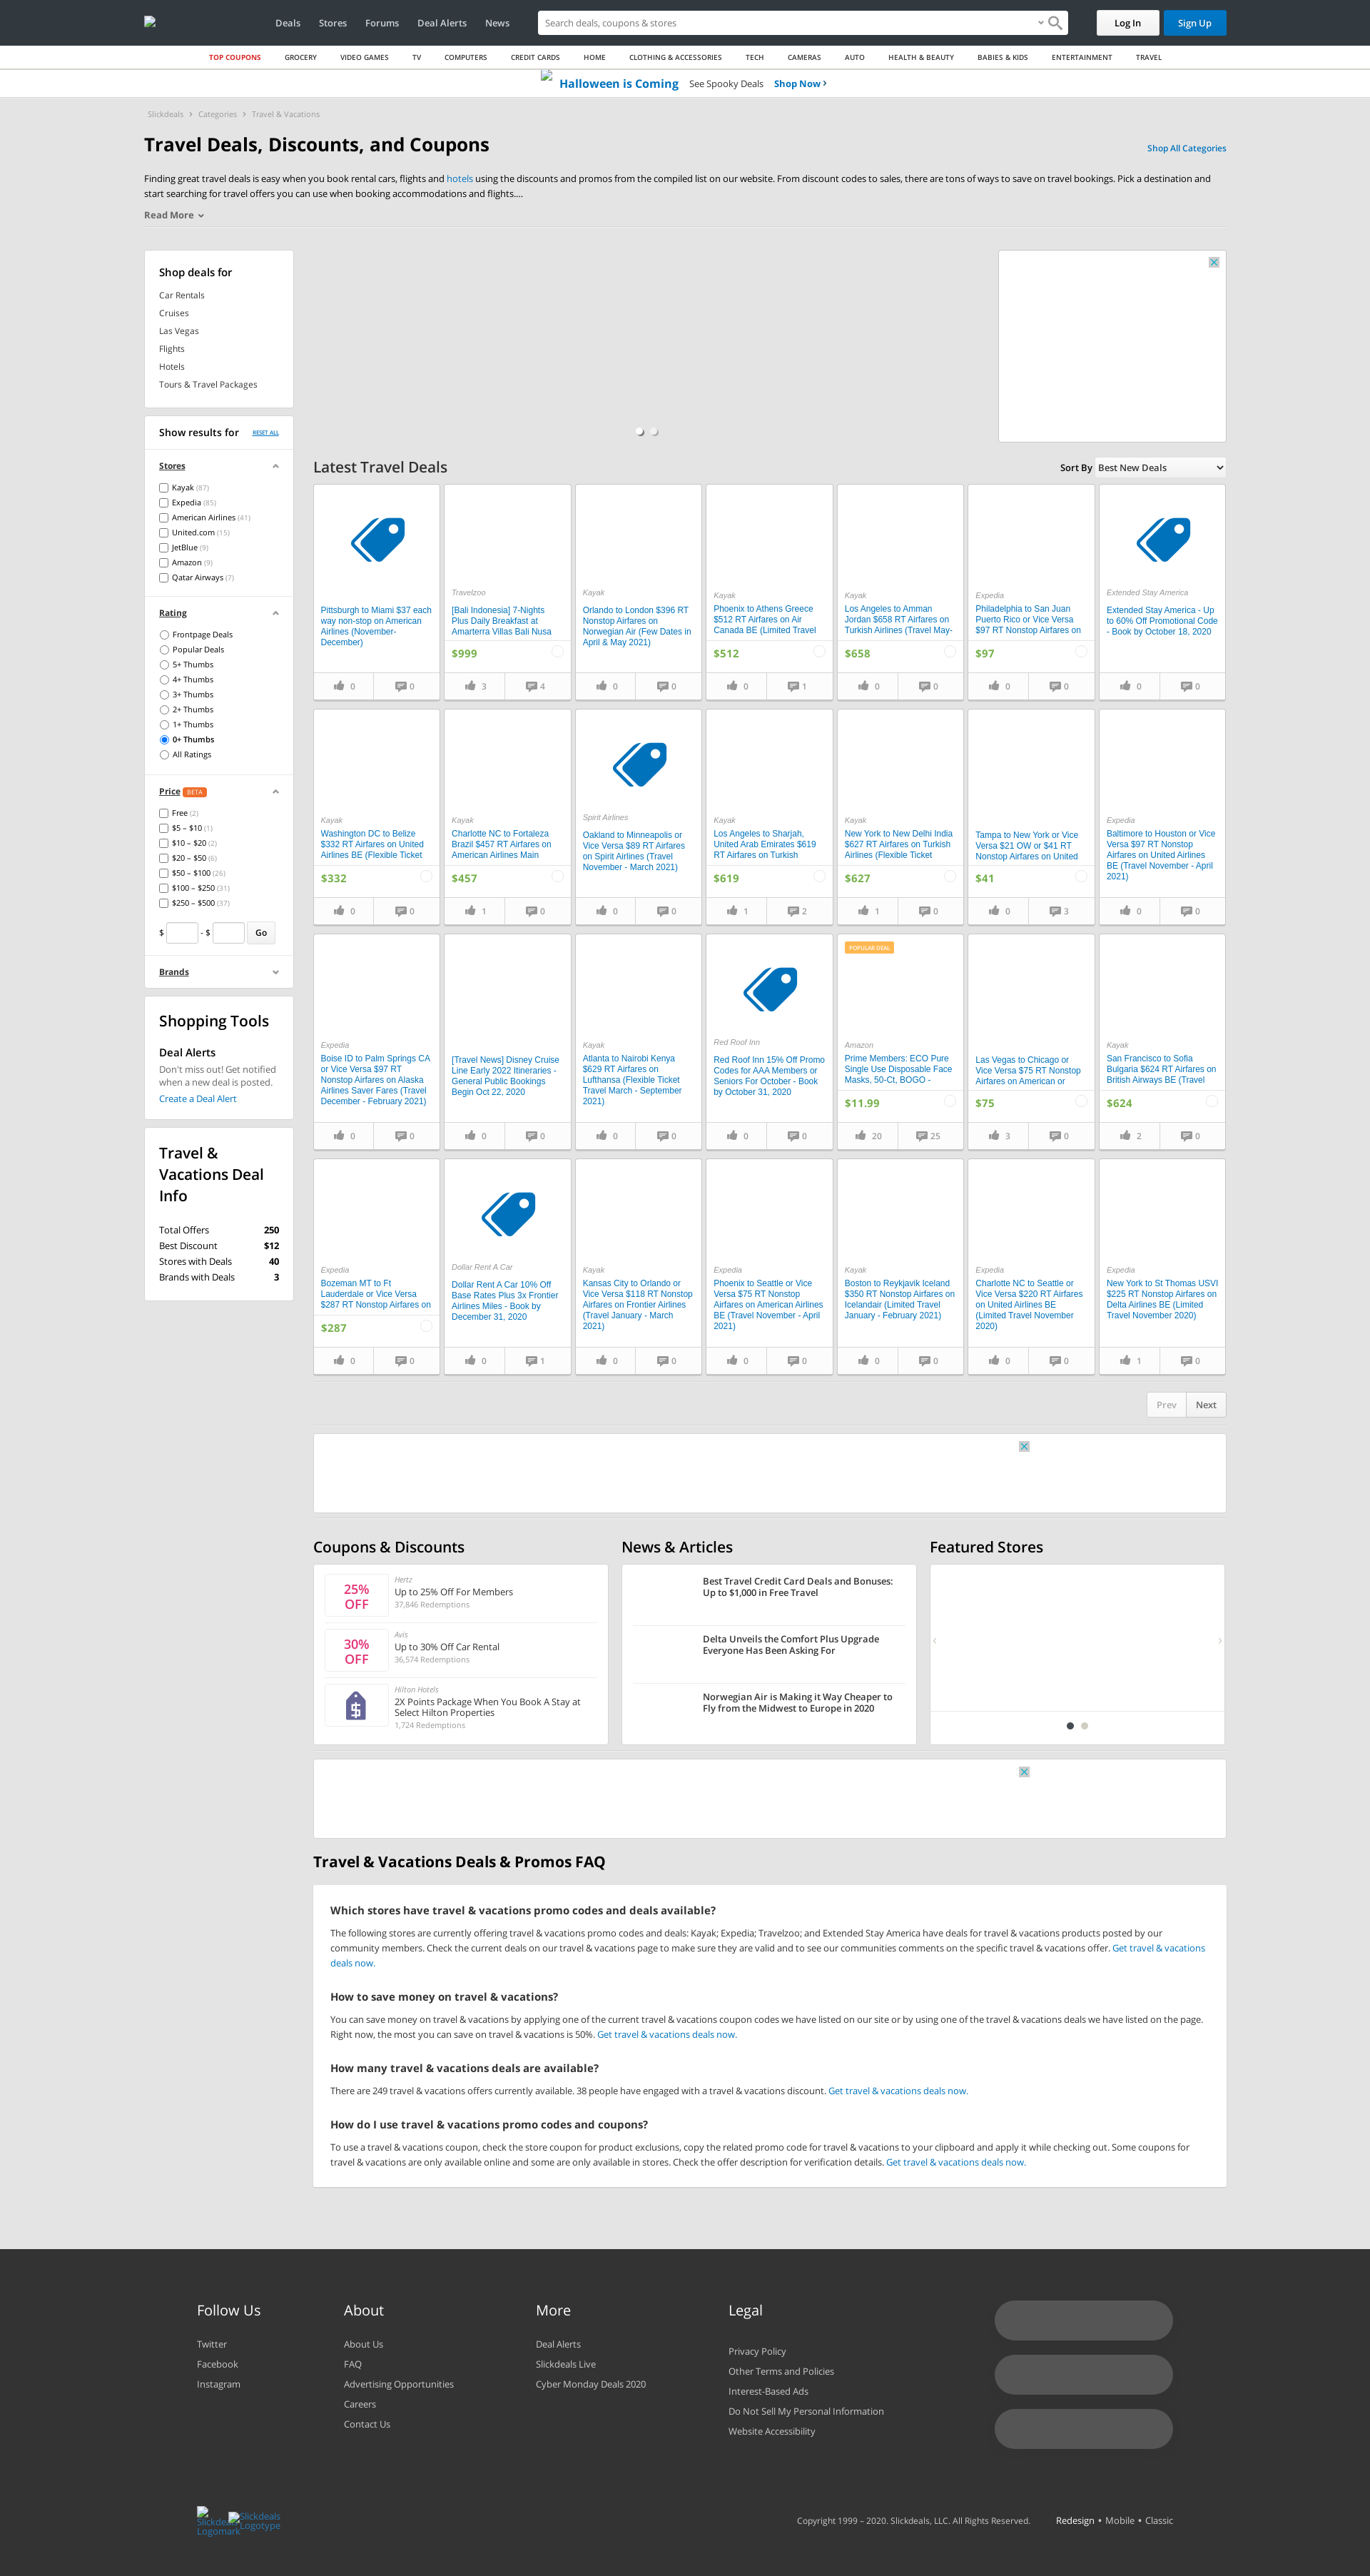 Deals
Stores
Forums
Deal Alerts
News
Search deals, coupons & stores
Log In
Sign Up
TOP COUPONS
GROCERY
VIDEO GAMES
TV
COMPUTERS
CREDIT CARDS
HOME
CLOTHING & ACCESSORIES
TECH
CAMERAS
AUTO
HEALTH & BEAUTY
BABIES & KIDS
ENTERTAINMENT
TRAVEL
Halloween is Coming
See Spooky Deals
Shop Now ›
Slickdeals › Categories › Travel & Vacations
Travel Deals, Discounts, and Coupons
Shop All Categories
Finding great travel deals is easy when you book rental cars, flights and hotels using the discounts and promos from the compiled list on our website. From discount codes to sales, there are tons of ways to save on travel bookings. Pick a destination and
start searching for travel offers you can use when booking accommodations and flights....
Read More
Shop deals for
Car Rentals
Cruises
Las Vegas
Flights
Hotels
Tours & Travel Packages
Show results for
RESET ALL
Stores
Kayak (87)
Expedia (85)
American Airlines (41)
United.com (15)
JetBlue (9)
Amazon (9)
Qatar Airways (7)
Rating
Frontpage Deals
Popular Deals
5+ Thumbs
4+ Thumbs
3+ Thumbs
2+ Thumbs
1+ Thumbs
0+ Thumbs
All Ratings
Price BETA
Free (2)
$5 – $10 (1)
$10 – $20 (2)
$20 – $50 (6)
$50 – $100 (26)
$100 – $250 (31)
$250 – $500 (37)
$ - $ Go
Brands
Shopping Tools
Deal Alerts
Don't miss out! Get notified
when a new deal is posted.
Create a Deal Alert
Travel &
Vacations Deal
Info
Total Offers 250
Best Discount $12
Stores with Deals 40
Brands with Deals 3
Latest Travel Deals
Sort By Best New Deals
Pittsburgh to Miami $37 each
way non-stop on American
Airlines (November-
December)
0 0
Travelzoo
[Bali Indonesia] 7-Nights
Plus Daily Breakfast at
Amarterra Villas Bali Nusa
$999
3 4
Kayak
Orlando to London $396 RT
Nonstop Airfares on
Norwegian Air (Few Dates in
April & May 2021)
0 0
Kayak
Phoenix to Athens Greece
$512 RT Airfares on Air
Canada BE (Limited Travel
$512
0 1
Kayak
Los Angeles to Amman
Jordan $658 RT Airfares on
Turkish Airlines (Travel May-
$658
0 0
Expedia
Philadelphia to San Juan
Puerto Rico or Vice Versa
$97 RT Nonstop Airfares on
$97
0 0
Extended Stay America
Extended Stay America - Up
to 60% Off Promotional Code
- Book by October 18, 2020
0 0
Kayak
Washington DC to Belize
$332 RT Airfares on United
Airlines BE (Flexible Ticket
$332
0 0
Kayak
Charlotte NC to Fortaleza
Brazil $457 RT Airfares on
American Airlines Main
$457
1 0
Spirit Airlines
Oakland to Minneapolis or
Vice Versa $89 RT Airfares
on Spirit Airlines (Travel
November - March 2021)
0 0
Kayak
Los Angeles to Sharjah,
United Arab Emirates $619
RT Airfares on Turkish
$619
1 2
Kayak
New York to New Delhi India
$627 RT Airfares on Turkish
Airlines (Flexible Ticket
$627
1 0
Tampa to New York or Vice
Versa $21 OW or $41 RT
Nonstop Airfares on United
$41
0 3
Expedia
Baltimore to Houston or Vice
Versa $97 RT Nonstop
Airfares on United Airlines
BE (Travel November - April
2021)
0 0
Expedia
Boise ID to Palm Springs CA
or Vice Versa $97 RT
Nonstop Airfares on Alaska
Airlines Saver Fares (Travel
December - February 2021)
0 0
[Travel News] Disney Cruise
Line Early 2022 Itineraries -
General Public Bookings
Begin Oct 22, 2020
0 0
Kayak
Atlanta to Nairobi Kenya
$629 RT Airfares on
Lufthansa (Flexible Ticket
Travel March - September
2021)
0 0
Red Roof Inn
Red Roof Inn 15% Off Promo
Codes for AAA Members or
Seniors For October - Book
by October 31, 2020
0 0
POPULAR DEAL
Amazon
Prime Members: ECO Pure
Single Use Disposable Face
Masks, 50-Ct, BOGO -
$11.99
20 25
Las Vegas to Chicago or
Vice Versa $75 RT Nonstop
Airfares on American or
$75
3 0
Kayak
San Francisco to Sofia
Bulgaria $624 RT Airfares on
British Airways BE (Travel
$624
2 0
Expedia
Bozeman MT to Ft
Lauderdale or Vice Versa
$287 RT Nonstop Airfares on
$287
0 0
Dollar Rent A Car
Dollar Rent A Car 10% Off
Base Rates Plus 3x Frontier
Airlines Miles - Book by
December 31, 2020
0 1
Kayak
Kansas City to Orlando or
Vice Versa $118 RT Nonstop
Airfares on Frontier Airlines
(Travel January - March
2021)
0 0
Expedia
Phoenix to Seattle or Vice
Versa $75 RT Nonstop
Airfares on American Airlines
BE (Travel November - April
2021)
0 0
Kayak
Boston to Reykjavik Iceland
$350 RT Nonstop Airfares on
Icelandair (Limited Travel
January - February 2021)
0 0
Expedia
Charlotte NC to Seattle or
Vice Versa $220 RT Airfares
on United Airlines BE
(Limited Travel November
2020)
0 0
Expedia
New York to St Thomas USVI
$225 RT Nonstop Airfares on
Delta Airlines BE (Limited
Travel November 2020)
1 0
Prev Next
Coupons & Discounts
25%
OFF
Hertz
Up to 25% Off For Members
37,846 Redemptions
30%
OFF
Avis
Up to 30% Off Car Rental
36,574 Redemptions
Hilton Hotels
2X Points Package When You Book A Stay at
Select Hilton Properties
1,724 Redemptions
News & Articles
Best Travel Credit Card Deals and Bonuses:
Up to $1,000 in Free Travel
Delta Unveils the Comfort Plus Upgrade
Everyone Has Been Asking For
Norwegian Air is Making it Way Cheaper to
Fly from the Midwest to Europe in 2020
Featured Stores
Travel & Vacations Deals & Promos FAQ
Which stores have travel & vacations promo codes and deals available?
The following stores are currently offering travel & vacations promo codes and deals: Kayak; Expedia; Travelzoo; and Extended Stay America have deals for travel & vacations products posted by our
community members. Check the current deals on our travel & vacations page to make sure they are valid and to see our communities comments on the specific travel & vacations offer. Get travel & vacations
deals now.
How to save money on travel & vacations?
You can save money on travel & vacations by applying one of the current travel & vacations coupon codes we have listed on our site or by using one of the travel & vacations deals we have listed on the page.
Right now, the most you can save on travel & vacations is 50%. Get travel & vacations deals now.
How many travel & vacations deals are available?
There are 249 travel & vacations offers currently available. 38 people have engaged with a travel & vacations discount. Get travel & vacations deals now.
How do I use travel & vacations promo codes and coupons?
To use a travel & vacations coupon, check the store coupon for product exclusions, copy the related promo code for travel & vacations to your clipboard and apply it while checking out. Some coupons for
travel & vacations are only available online and some are only available in stores. Check the offer description for verification details. Get travel & vacations deals now.
Follow Us
Twitter
Facebook
Instagram
About
About Us
FAQ
Advertising Opportunities
Careers
Contact Us
More
Deal Alerts
Slickdeals Live
Cyber Monday Deals 2020
Legal
Privacy Policy
Other Terms and Policies
Interest-Based Ads
Do Not Sell My Personal Information
Website Accessibility
Slickdeals
Logomark
Slickdeals
Logotype
Copyright 1999 – 2020. Slickdeals, LLC. All Rights Reserved.
Redesign • Mobile • Classic